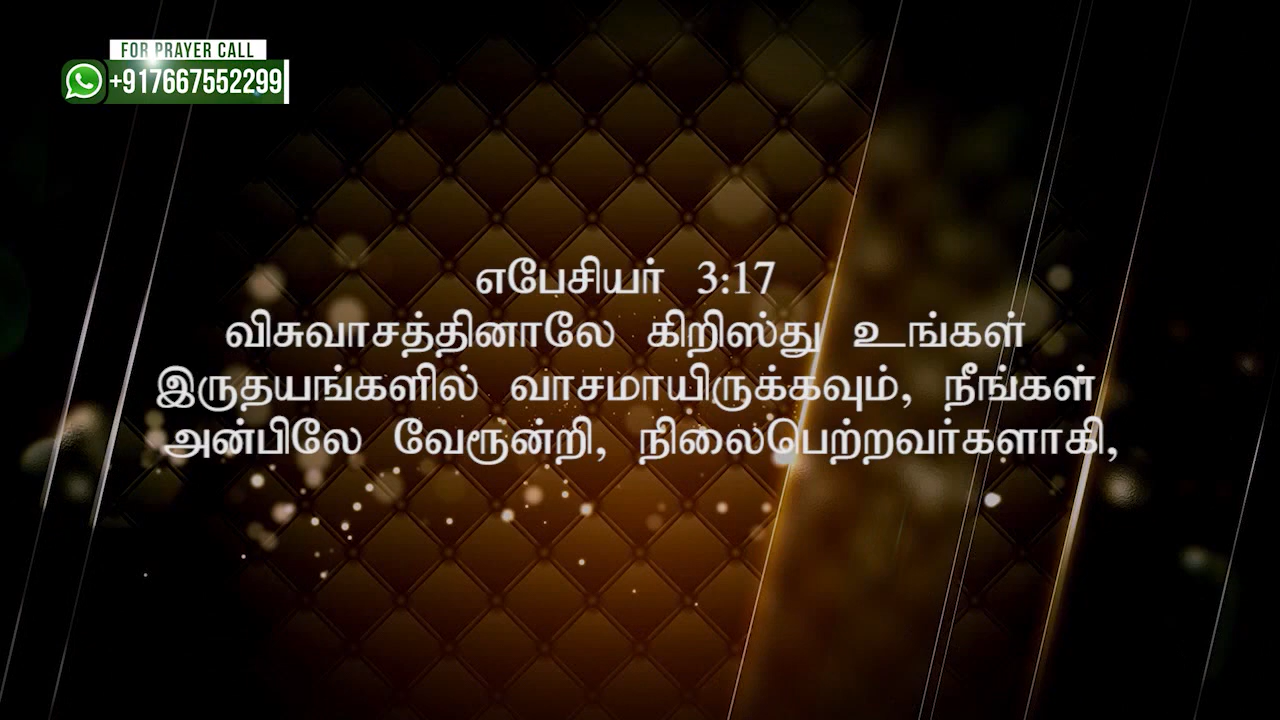 FOR PRAYER CALL
+917667552299
எபேசியர் 3:17
விசுவாசத்தினாலே கிறிஸ்து உங்கள்
இருதயங்களில் வாசமாயிருக்கவும், நீங்கள்
அன்பிலே வேரூன்றி, நிலைபெற்றவர்களாகி,